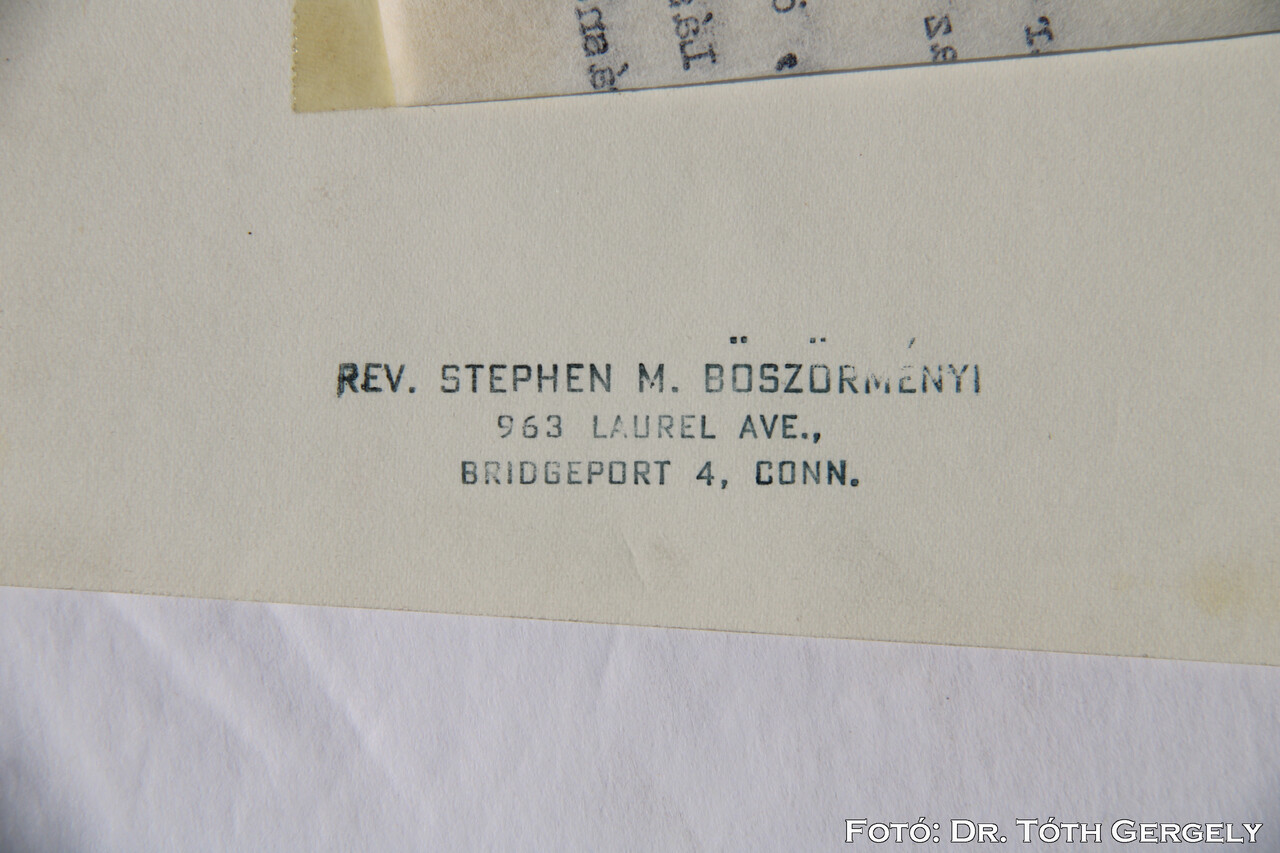 REV. STEPHEN M. BÖSZÖRMÉNYI
963 LAUREL AVE.,
BRIDGEPORT 4, CONN.
FOTÓ: DR. TÓTH GERGELY